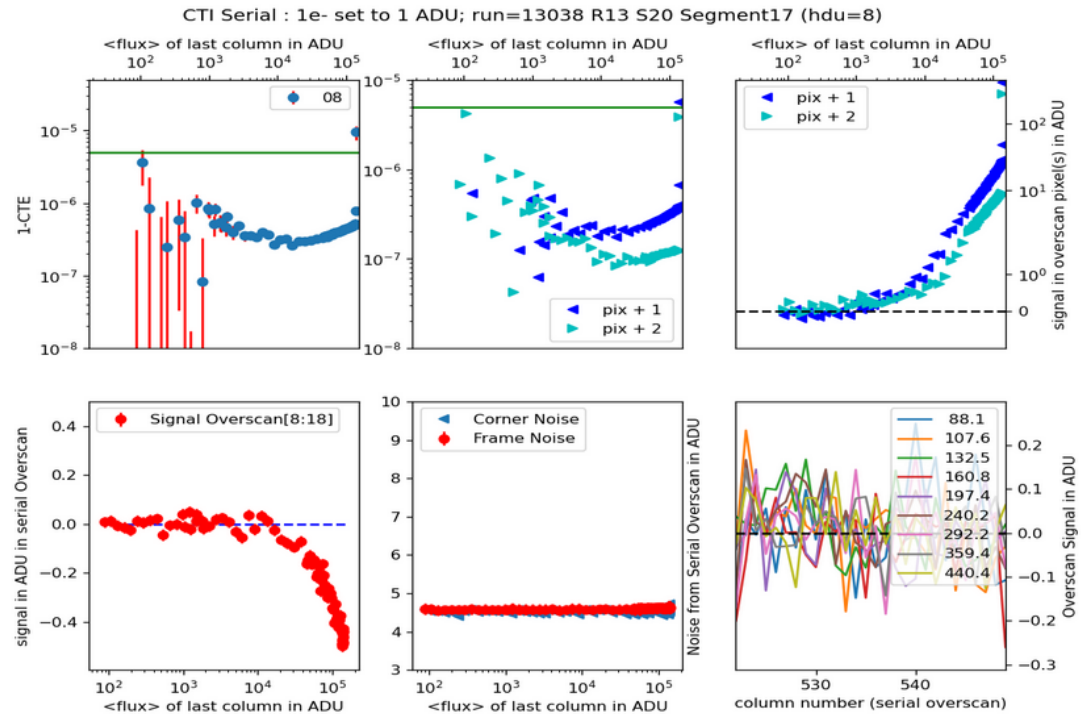 CTI Serial : 1e- set to 1 ADU; run=13038 R13 S20 Segment17 (hdu=8)
<flux> of last column in ADU
<flux> of last column in ADU
<flux> of last column in ADU
10² 10³ 10⁴ 10⁵
10² 10³ 10⁴ 10⁵
10² 10³ 10⁴ 10⁵
1-CTE
10⁻⁵
10⁻⁶
10⁻⁷
10⁻⁸
08
10⁻⁵
10⁻⁶
10⁻⁷
10⁻⁸
pix + 1
pix + 2
pix + 1
pix + 2
10²
10¹
10⁰
0
signal in overscan pixel(s) in ADU
signal in ADU in serial Overscan
0.4
0.2
0.0
−0.2
−0.4
Signal Overscan[8:18]
10² 10³ 10⁴ 10⁵
<flux> of last column in ADU
10
9
8
7
6
5
4
3
Corner Noise
Frame Noise
Noise from Serial Overscan in ADU
10² 10³ 10⁴ 10⁵
<flux> of last column in ADU
88.1
107.6
132.5
160.8
197.4
240.2
292.2
359.4
440.4
0.2
0.1
0.0
−0.1
−0.2
−0.3
Overscan Signal in ADU
530 540
column number (serial overscan)